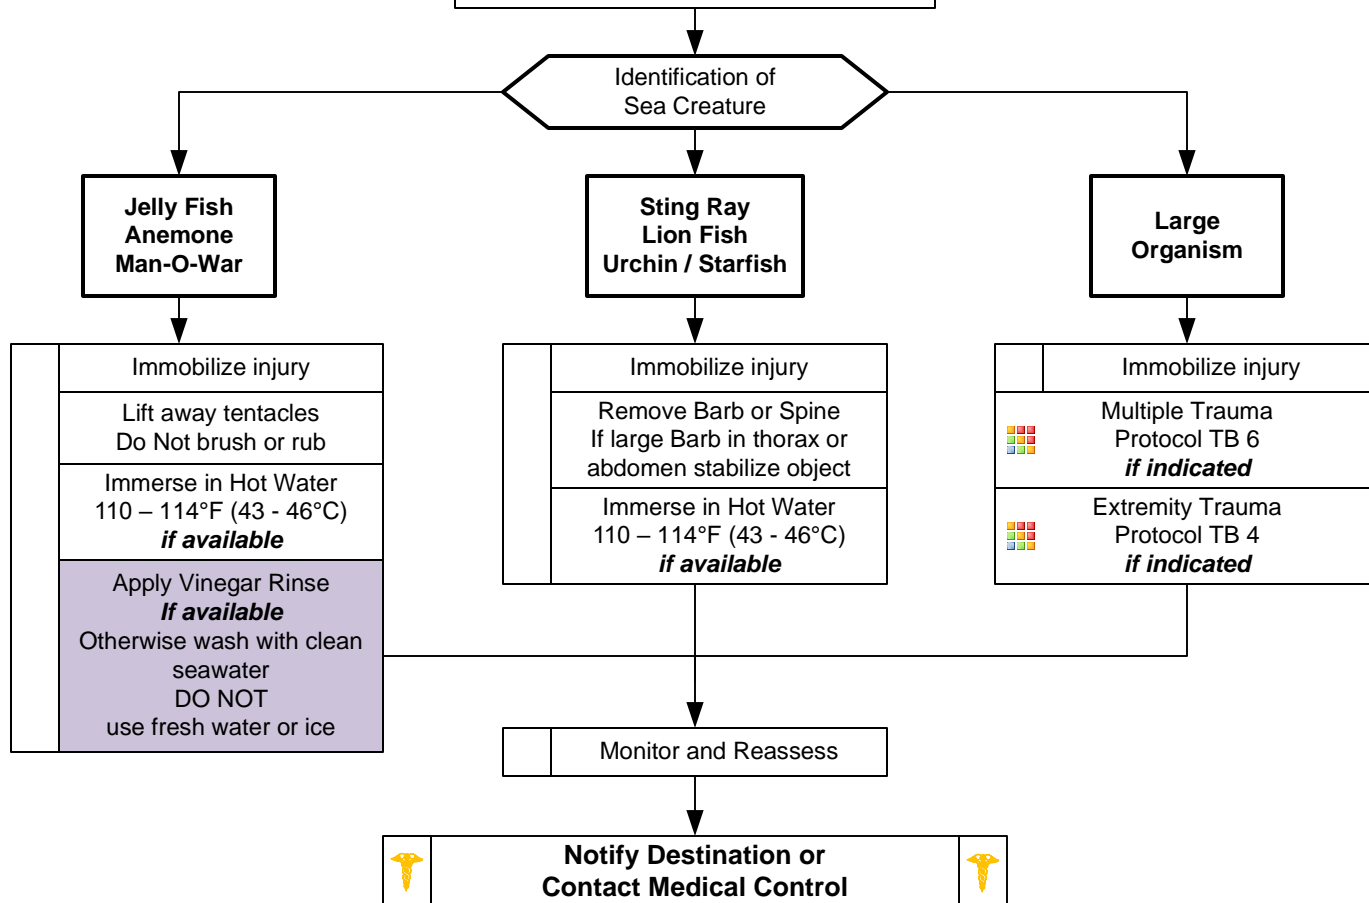 Identification of
Sea Creature
Jelly Fish
Anemone
Man-O-War
Sting Ray
Lion Fish
Urchin / Starfish
Large
Organism
Immobilize injury
Lift away tentacles
Do Not brush or rub
Immerse in Hot Water
110 – 114°F (43 - 46°C)
if available
Apply Vinegar Rinse
If available
Otherwise wash with clean
seawater
DO NOT
use fresh water or ice
Immobilize injury
Remove Barb or Spine
If large Barb in thorax or
abdomen stabilize object
Immerse in Hot Water
110 – 114°F (43 - 46°C)
if available
Immobilize injury
Multiple Trauma
Protocol TB 6
if indicated
Extremity Trauma
Protocol TB 4
if indicated
Monitor and Reassess
Notify Destination or
Contact Medical Control